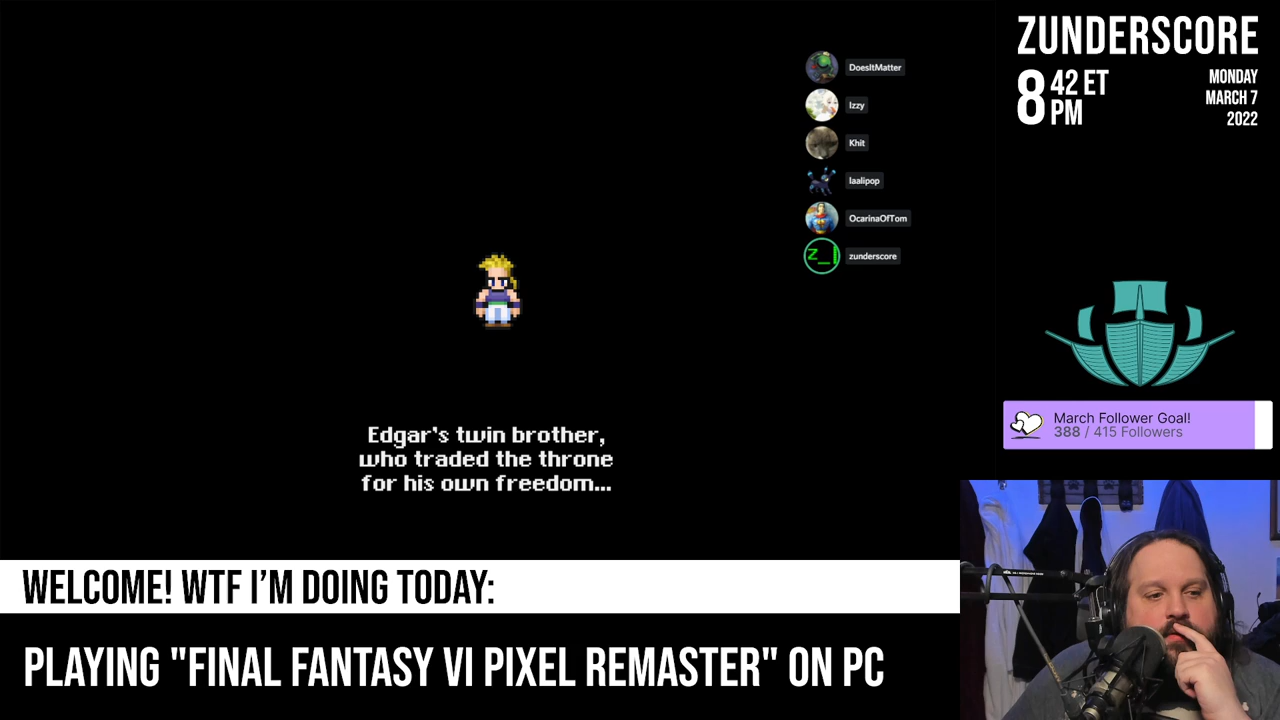 DoesItMatter
Izzy
Khit
laalipop
OcarinaOfTom
z_
zunderscore
Edgar's twin brother,
who traded the throne
for his own freedom...
ZUNDERSCORE
8 42 ET
PM
MONDAY
MARCH 7
2022
March Follower Goal!
388 / 415 Followers
WELCOME! WTF I'M DOING TODAY:
PLAYING "FINAL FANTASY VI PIXEL REMASTER" ON PC